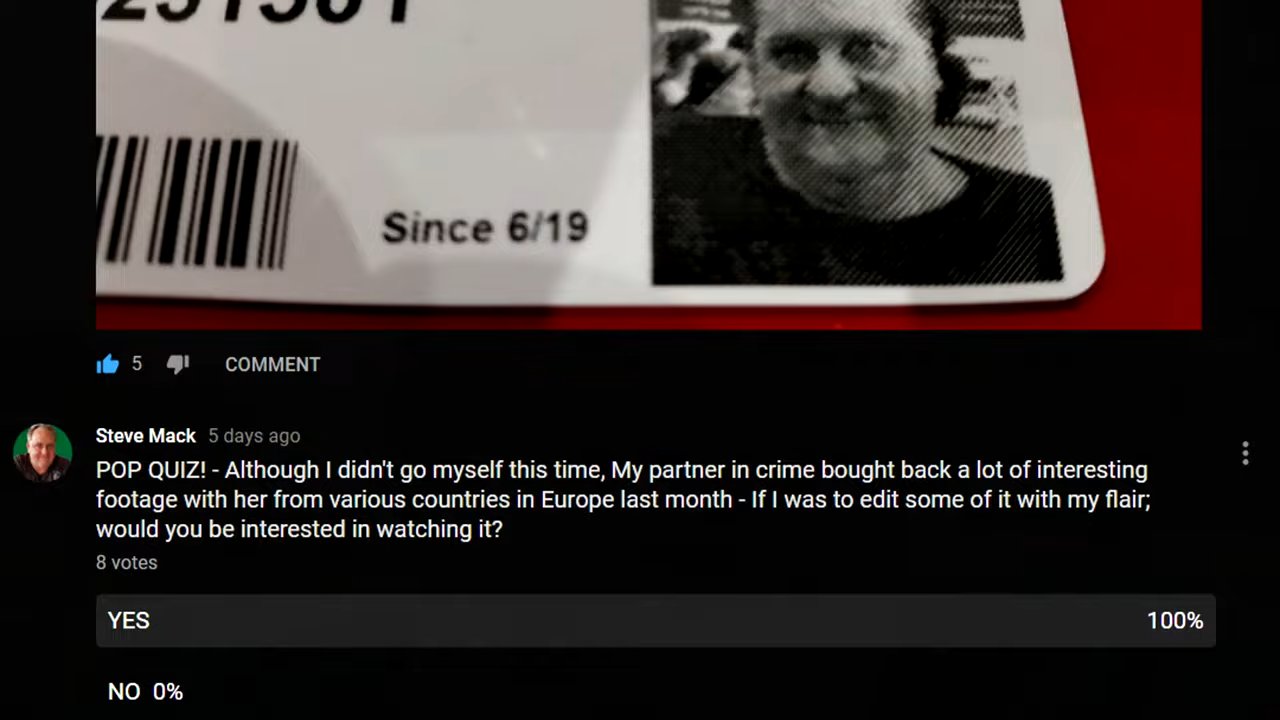 Since 6/19
5 COMMENT
Steve Mack 5 days ago
POP QUIZ! - Although I didn't go myself this time, My partner in crime bought back a lot of interesting
footage with her from various countries in Europe last month - If I was to edit some of it with my flair;
would you be interested in watching it?
8 votes
YES 100%
NO 0%